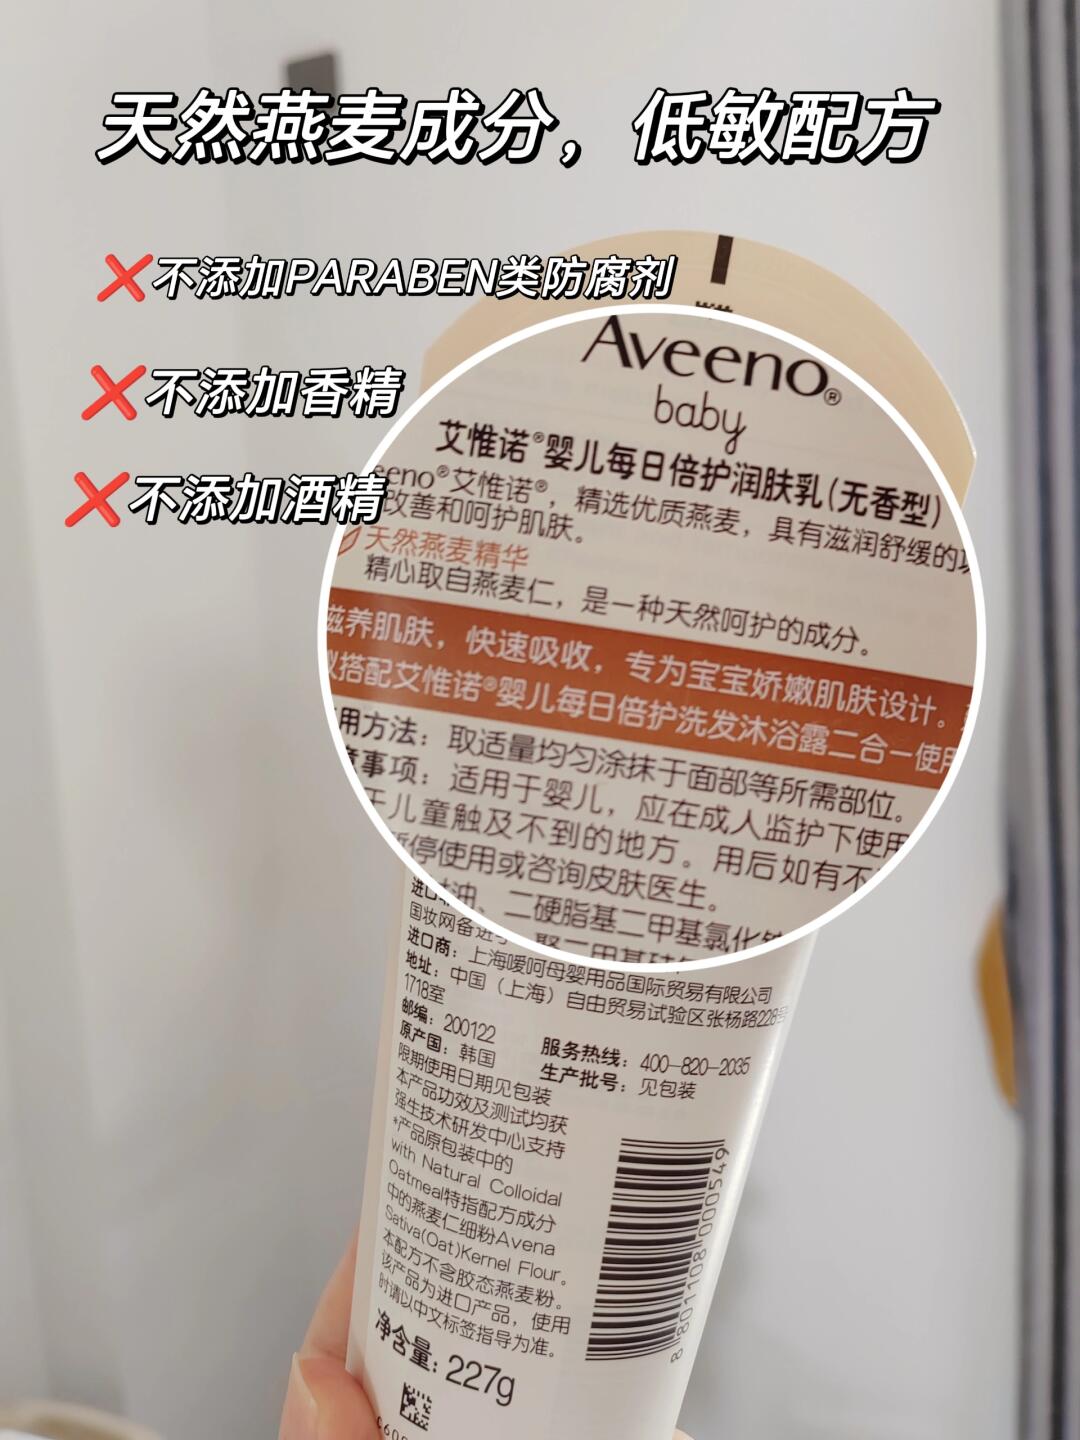 天然燕麦成分，低敏配方
❌不添加PARABEN类防腐剂
❌不添加香精
❌不添加酒精
Aveeno®
baby
艾惟诺®婴儿每日倍护润肤乳(无香型)
eeno®艾惟诺®，精选优质燕麦，具有滋润舒缓的
改善和呵护肌肤。
天然燕麦精华
精心取自燕麦仁，是一种天然呵护的成分。
滋养肌肤，快速吸收，专为宝宝娇嫩肌肤设计。
搭配艾惟诺®婴儿每日倍护洗发沐浴露二合一使用
用方法：取适量均匀涂抹于面部等所需部位。
意事项：适用于婴儿，应在成人监护下使用
于儿童触及不到的地方。用后如有不
暂停使用或咨询皮肤医生。
油、二硬脂基二甲基氯化
国妆网备进字
进口商：上海嗳呵母婴用品国际贸易有限公司
地址：中国（上海）自由贸易试验区张杨路228号
1718室
邮编：200122
服务热线：400-820-2035
原产国：韩国
生产批号：见包装
限期使用日期见包装
本产品功效及测试均获
强生技术研发中心支持
*产品原包装中的
with Natural Colloidal
Oatmeal特指配方成分
中的燕麦仁细粉Avena
Sativa(Oat)Kernel Flour。
本配方不含胶态燕麦粉。
该产品为进口产品，使用
时请以中文标签指导为准。
净含量：227g
8801108000549